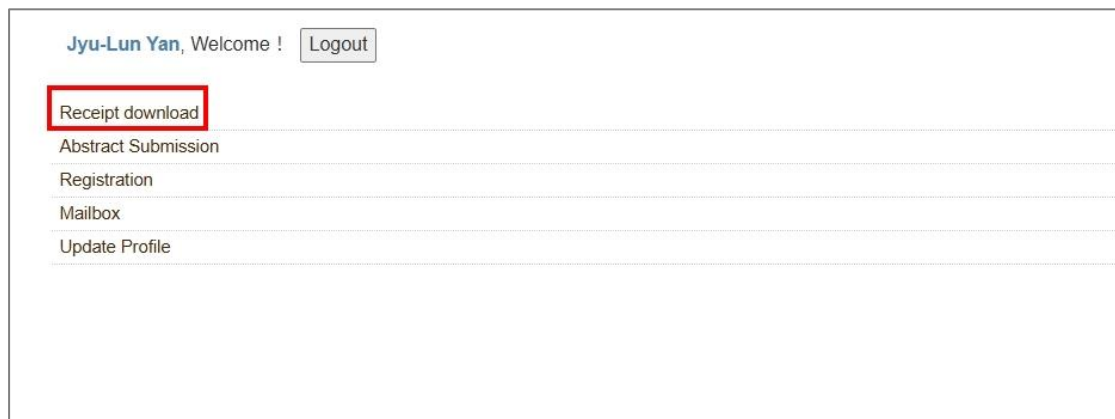 Jyu-Lun Yan, Welcome！ Logout
Receipt download
Abstract Submission
Registration
Mailbox
Update Profile